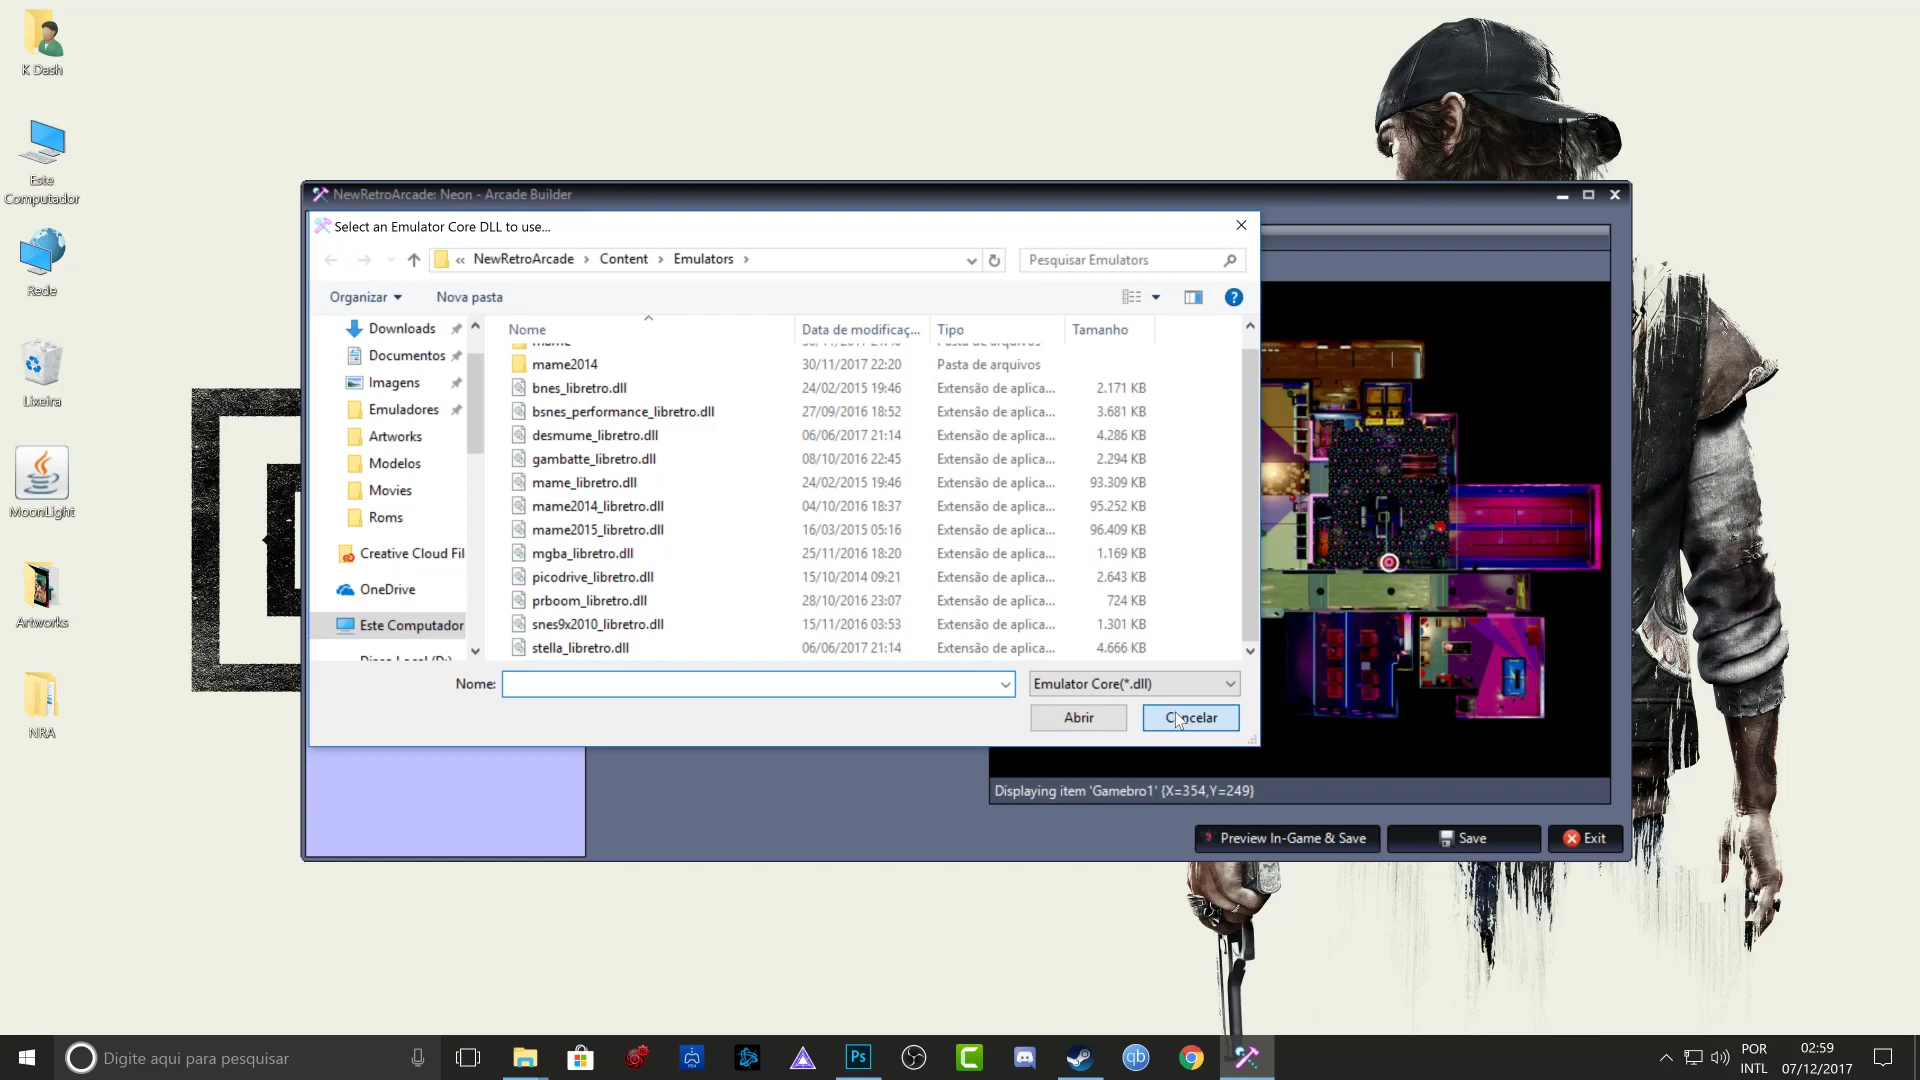 K Dash
Este
Computador
Rede
Lixeira
MoonLight
Artworks
NRA
NewRetroArcade: Neon - Arcade Builder
Select an Emulator Core DLL to use...
« NewRetroArcade › Content › Emulators ›
Pesquisar Emulators
Organizar
Nova pasta
Downloads
Documentos
Imagens
Emuladores
Artworks
Modelos
Movies
Roms
Creative Cloud Fil
OneDrive
Este Computador
Nome Data de modificaç... Tipo Tamanho
mame2014 30/11/2017 22:20 Pasta de arquivos
bnes_libretro.dll 24/02/2015 19:46 Extensão de aplica... 2.171 KB
bsnes_performance_libretro.dll 27/09/2016 18:52 Extensão de aplica... 3.681 KB
desmume_libretro.dll 06/06/2017 21:14 Extensão de aplica... 4.286 KB
gambatte_libretro.dll 08/10/2016 22:45 Extensão de aplica... 2.294 KB
mame_libretro.dll 24/02/2015 19:46 Extensão de aplica... 93.309 KB
mame2014_libretro.dll 04/10/2016 18:37 Extensão de aplica... 95.252 KB
mame2015_libretro.dll 16/03/2015 05:16 Extensão de aplica... 96.409 KB
mgba_libretro.dll 25/11/2016 18:20 Extensão de aplica... 1.169 KB
picodrive_libretro.dll 15/10/2014 09:21 Extensão de aplica... 2.643 KB
prboom_libretro.dll 28/10/2016 23:07 Extensão de aplica... 724 KB
snes9x2010_libretro.dll 15/11/2016 03:53 Extensão de aplica... 1.301 KB
stella_libretro.dll 06/06/2017 21:14 Extensão de aplica... 4.666 KB
Nome:
Emulator Core(*.dll)
Abrir
Cancelar
Displaying item 'Gamebro1' {X=354,Y=249}
Preview In-Game & Save
Save
Exit
Digite aqui para pesquisar
Ps
qb
POR
INTL
02:59
07/12/2017